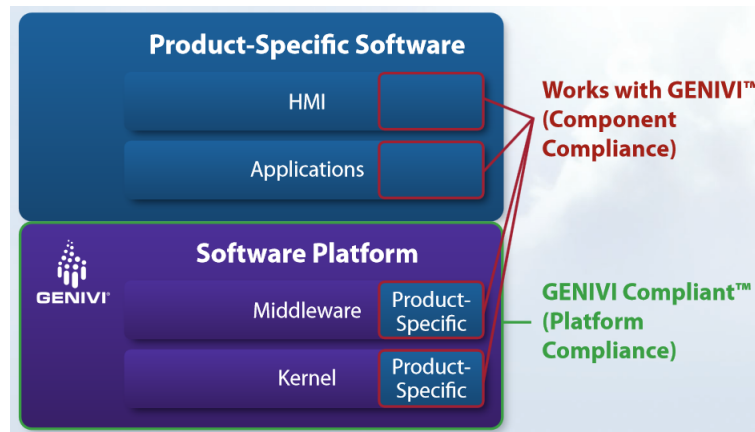 Product-Specific Software
HMI
Applications
Works with GENIVI™
(Component
Compliance)
GENIVI®
Software Platform
Middleware
Product-
Specific
Kernel
Product-
Specific
GENIVI Compliant™
(Platform
Compliance)